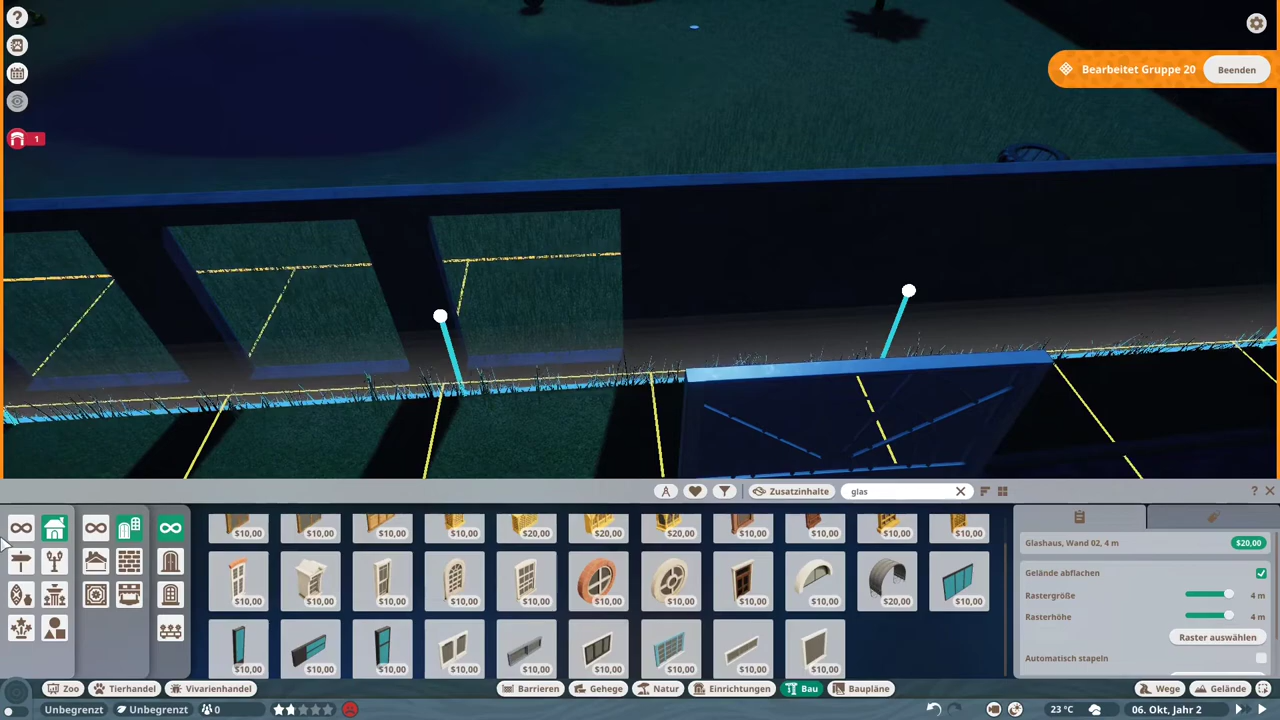 ?
Bearbeitet Gruppe 20
Beenden
1
A
Zusatzinhalte
glas
?
$10,00 $10,00 $10,00 $10,00 $20,00 $20,00 $20,00 $10,00 $10,00 $10,00 $10,00
$10,00 $10,00 $10,00 $10,00 $10,00 $10,00 $10,00 $10,00 $10,00 $20,00 $10,00
$10,00 $10,00 $10,00 $10,00 $10,00 $10,00 $10,00 $10,00 $10,00
Glashaus, Wand 02, 4 m
$20,00
Gelände abflachen
Rastergröße 4 m
Rasterhöhe 4 m
Raster auswählen
Automatisch stapeln
Zoo Tierhandel Vivarienhandel Barrieren Gehege Natur Einrichtungen Bau Baupläne Wege Gelände
Unbegrenzt Unbegrenzt 0 23 °C 06. Okt, Jahr 2